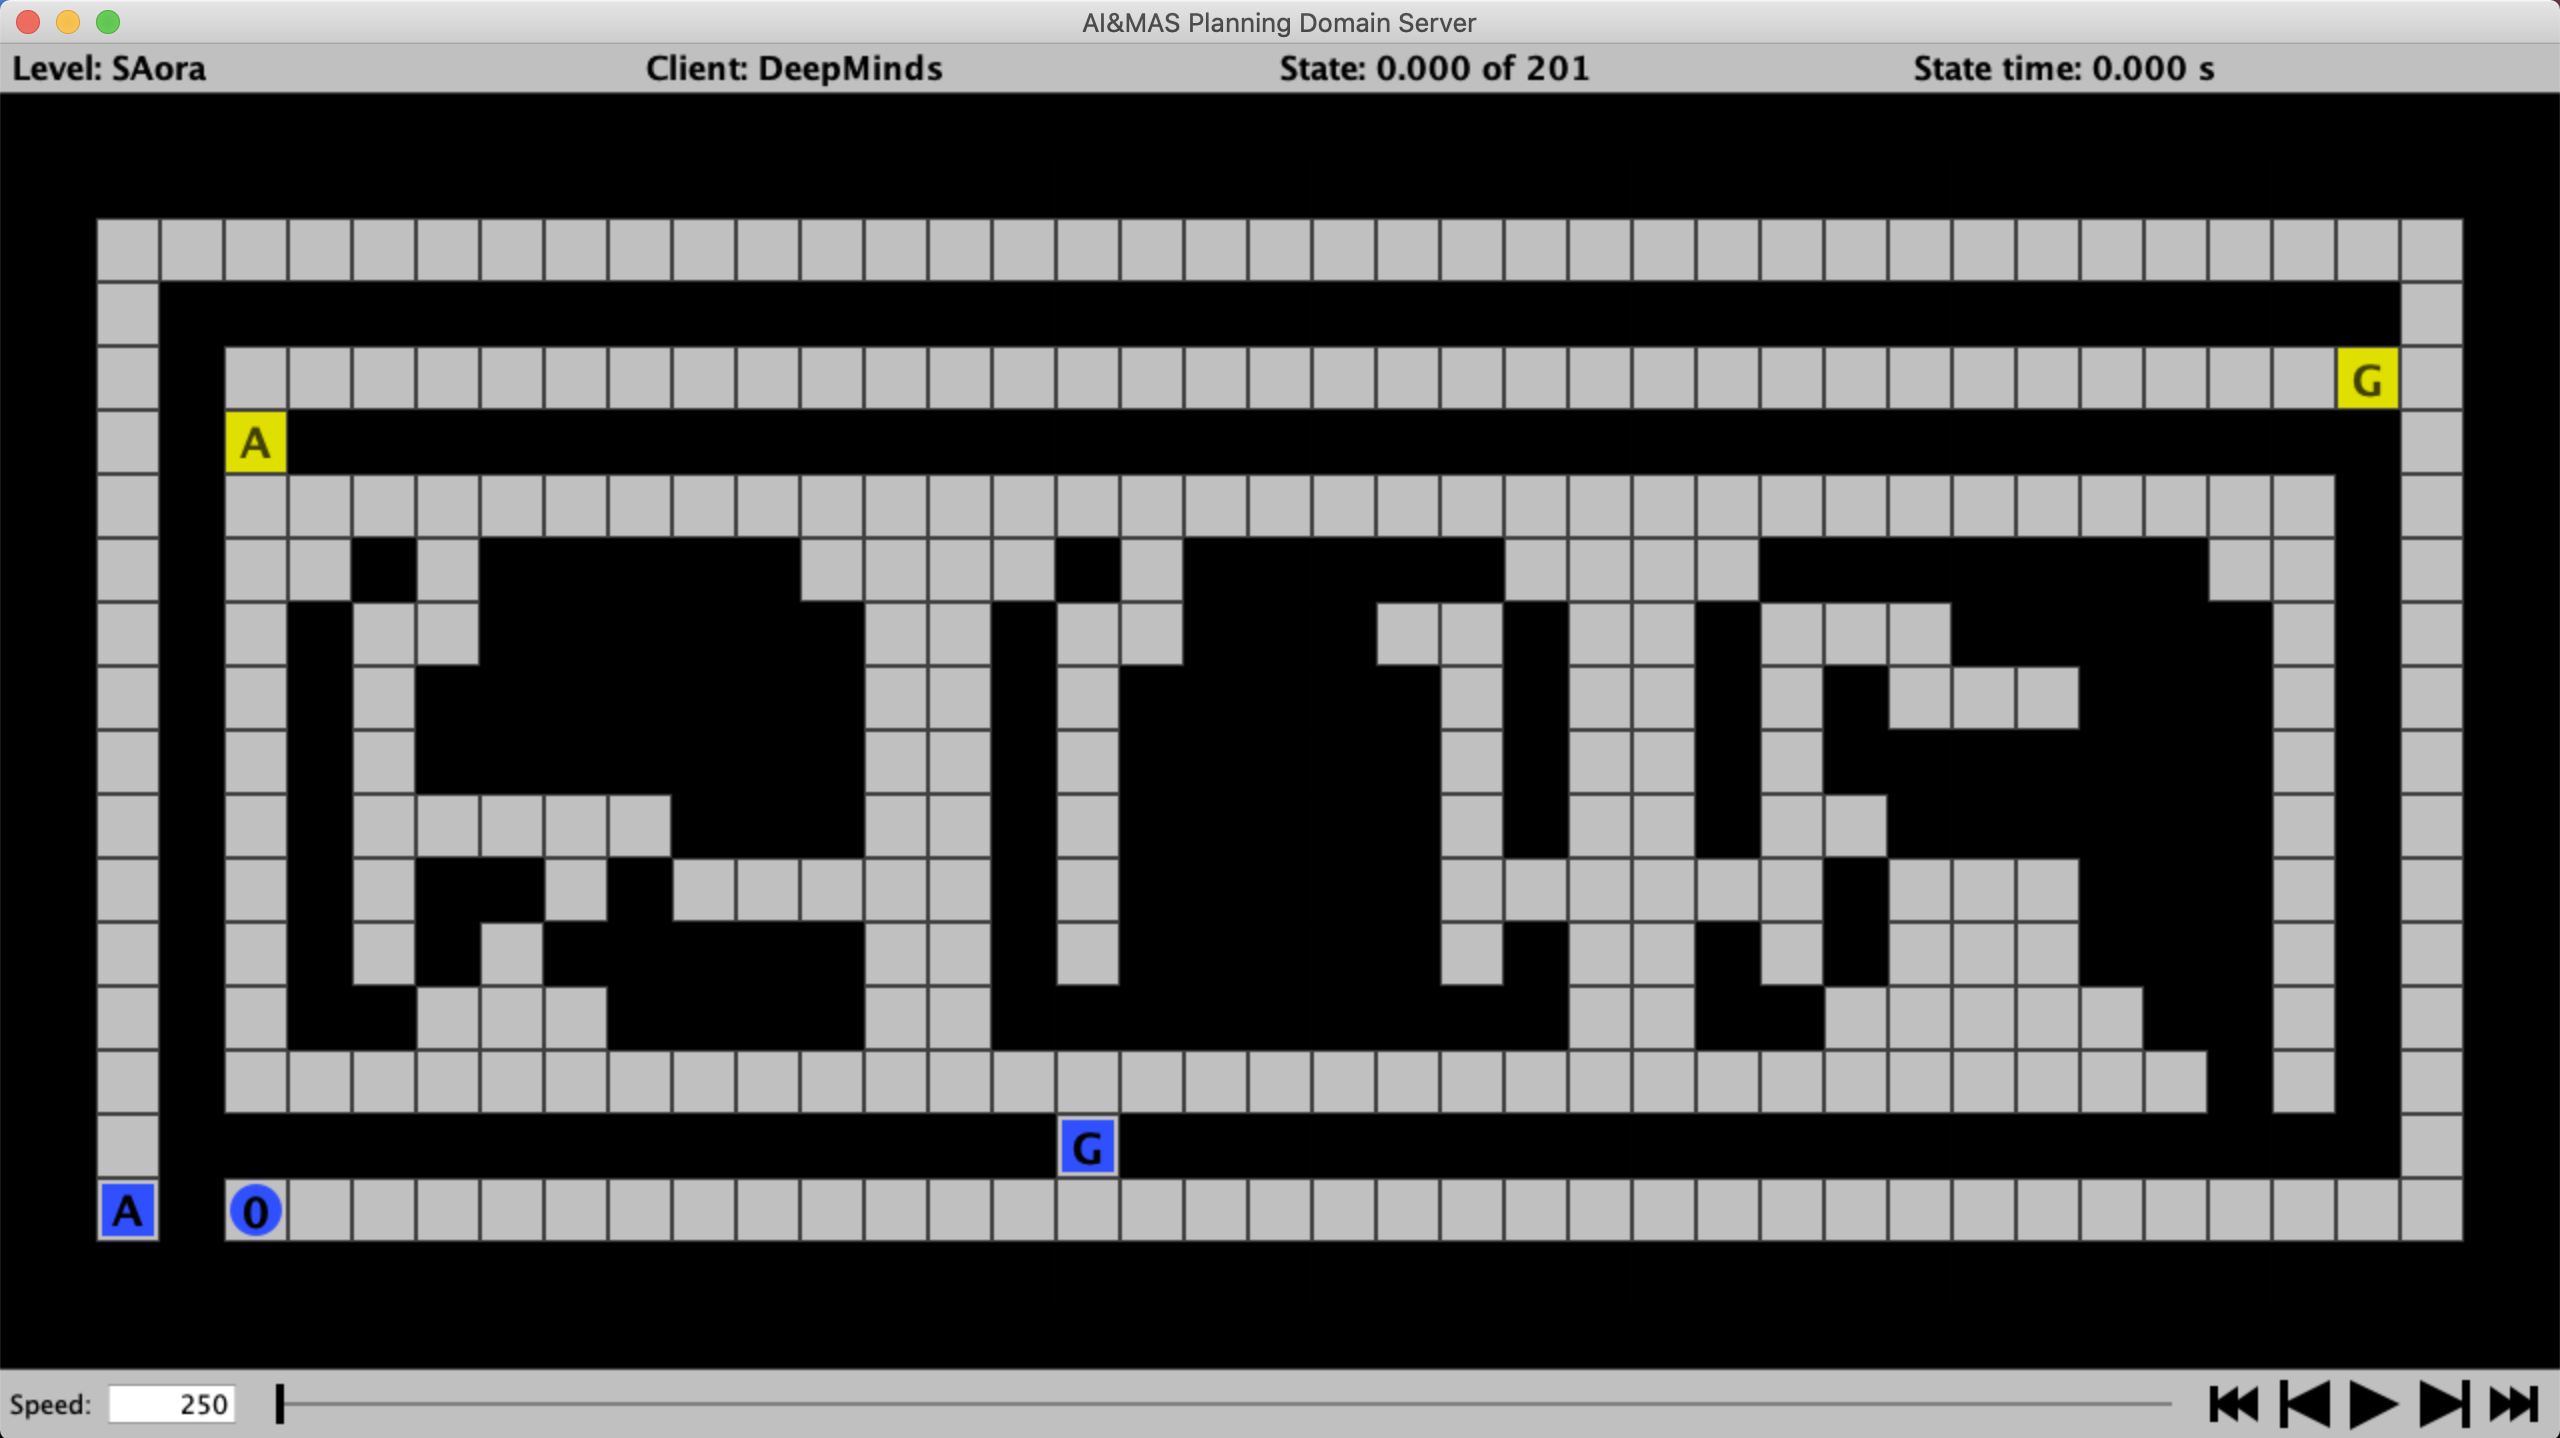 AI&MAS Planning Domain Server
Level: SAora Client: DeepMinds State: 0.000 of 201 State time: 0.000 s
G
A
G
A 0
Speed: 250